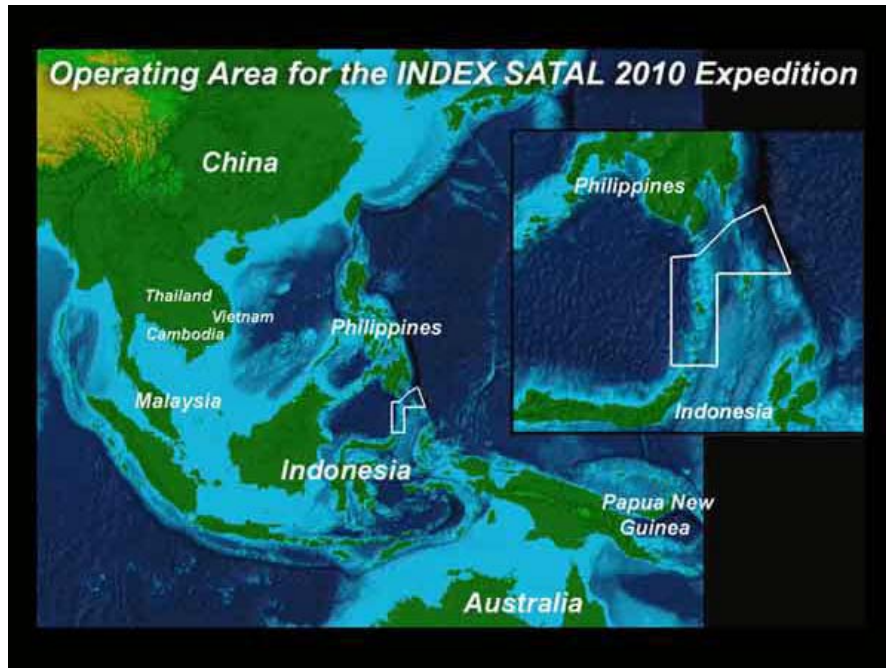 Operating Area for the INDEX SATAL 2010 Expedition
China
Philippines
Thailand
Vietnam
Cambodia
Philippines
Malaysia
Indonesia
Indonesia
Papua New
Guinea
Australia